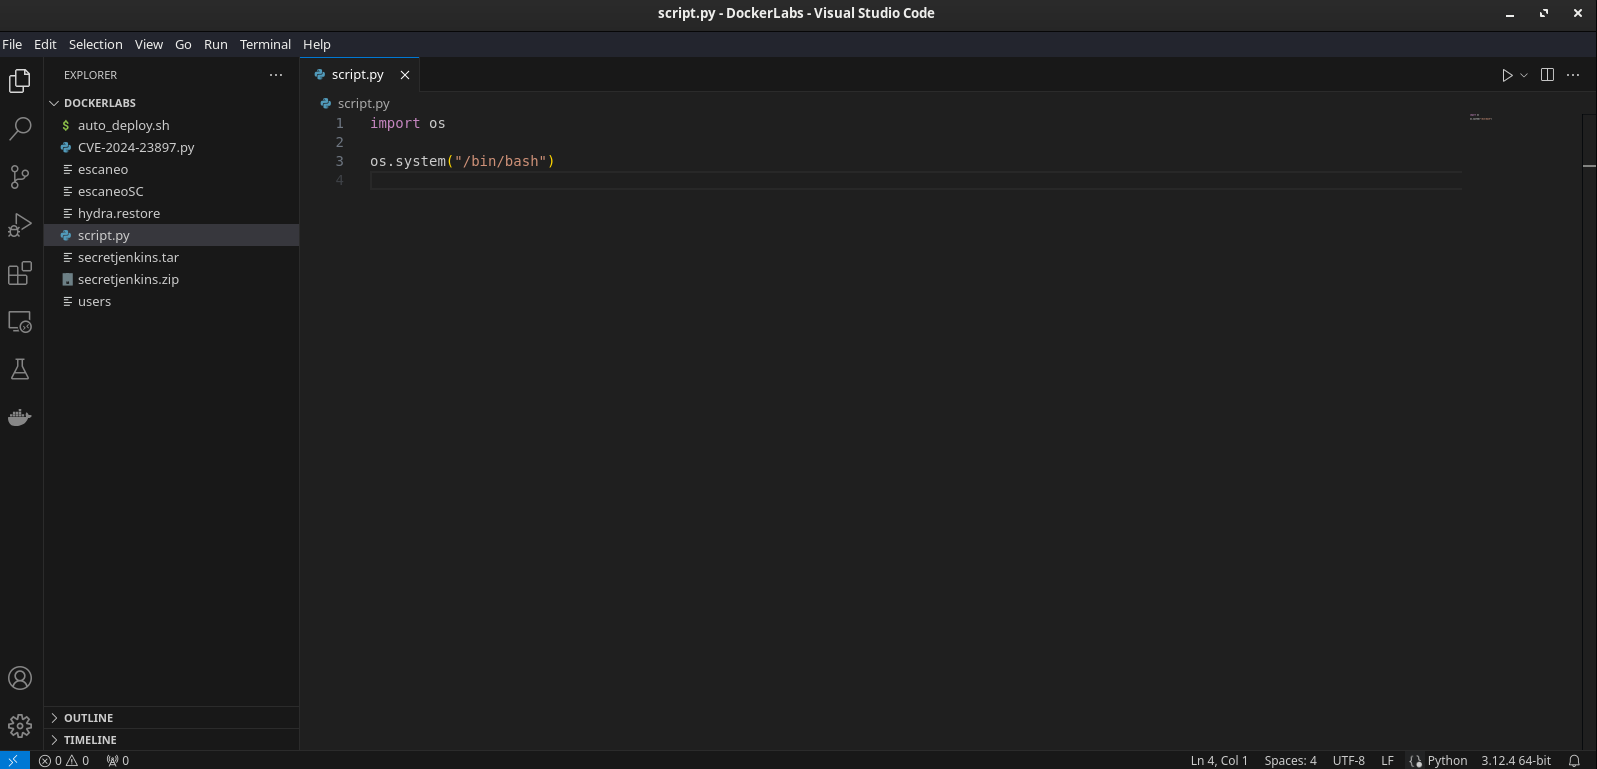 script.py - DockerLabs - Visual Studio Code
File Edit Selection View Go Run Terminal Help
EXPLORER
DOCKERLABS
auto_deploy.sh
CVE-2024-23897.py
escaneo
escaneoSC
hydra.restore
script.py
secretjenkins.tar
secretjenkins.zip
users
OUTLINE
TIMELINE
script.py
script.py
1 import os
2
3 os.system("/bin/bash")
4
0 0 0 Ln 4, Col 1 Spaces: 4 UTF-8 LF Python 3.12.4 64-bit